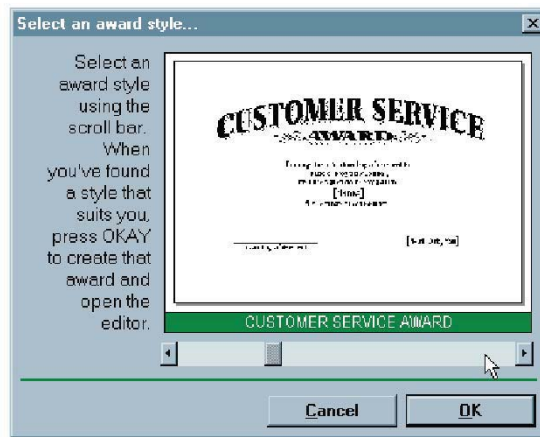 Select an award style...
Select an
award style
using the
scroll bar.
When
you've found
a style that
suits you,
press OKAY
to create that
award and
open the
editor.
CUSTOMER SERVICE
AWARD
[Name]
CUSTOMER SERVICE AWARD
Cancel
OK